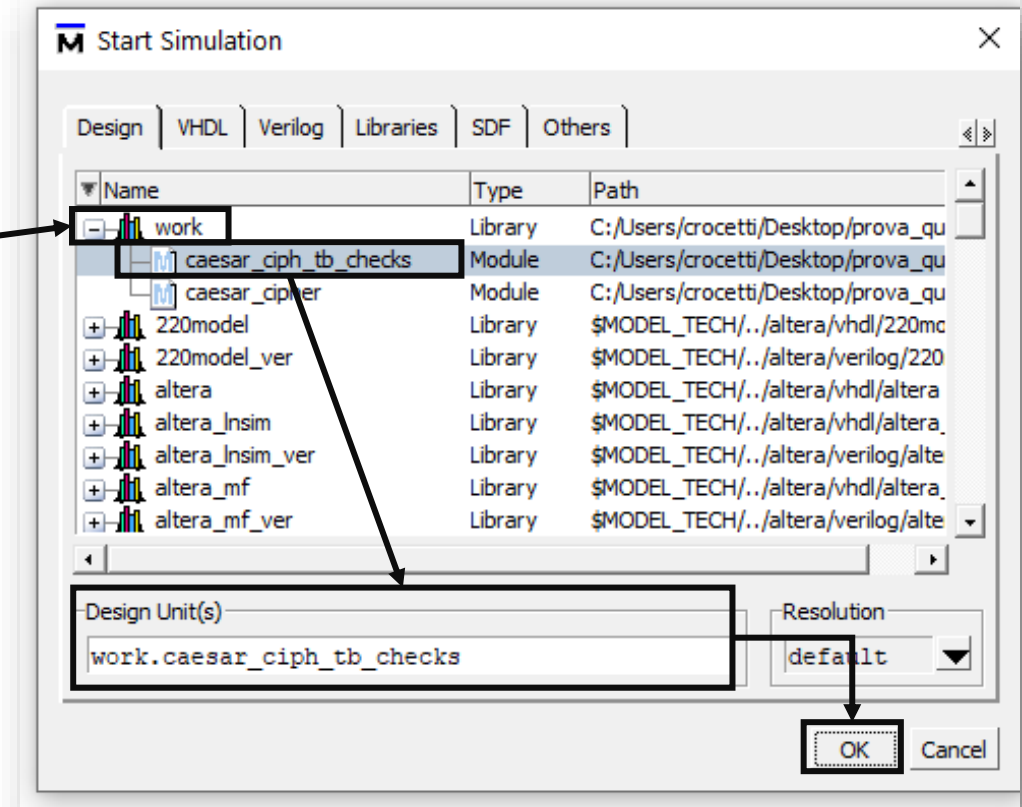 M Start Simulation
Design VHDL Verilog Libraries SDF Others
Name Type Path
work Library C:/Users/crocetti/Desktop/prova_qu
caesar_ciph_tb_checks Module C:/Users/crocetti/Desktop/prova_qu
caesar_cipher Module C:/Users/crocetti/Desktop/prova_qu
220model Library $MODEL_TECH/../altera/vhdl/220mo
220model_ver Library $MODEL_TECH/../altera/verilog/220
altera Library $MODEL_TECH/../altera/vhdl/altera
altera_lnsim Library $MODEL_TECH/../altera/vhdl/altera_
altera_lnsim_ver Library $MODEL_TECH/../altera/verilog/alte
altera_mf Library $MODEL_TECH/../altera/vhdl/altera_
altera_mf_ver Library $MODEL_TECH/../altera/verilog/alte
Design Unit(s) Resolution
work.caesar_ciph_tb_checks default
OK Cancel